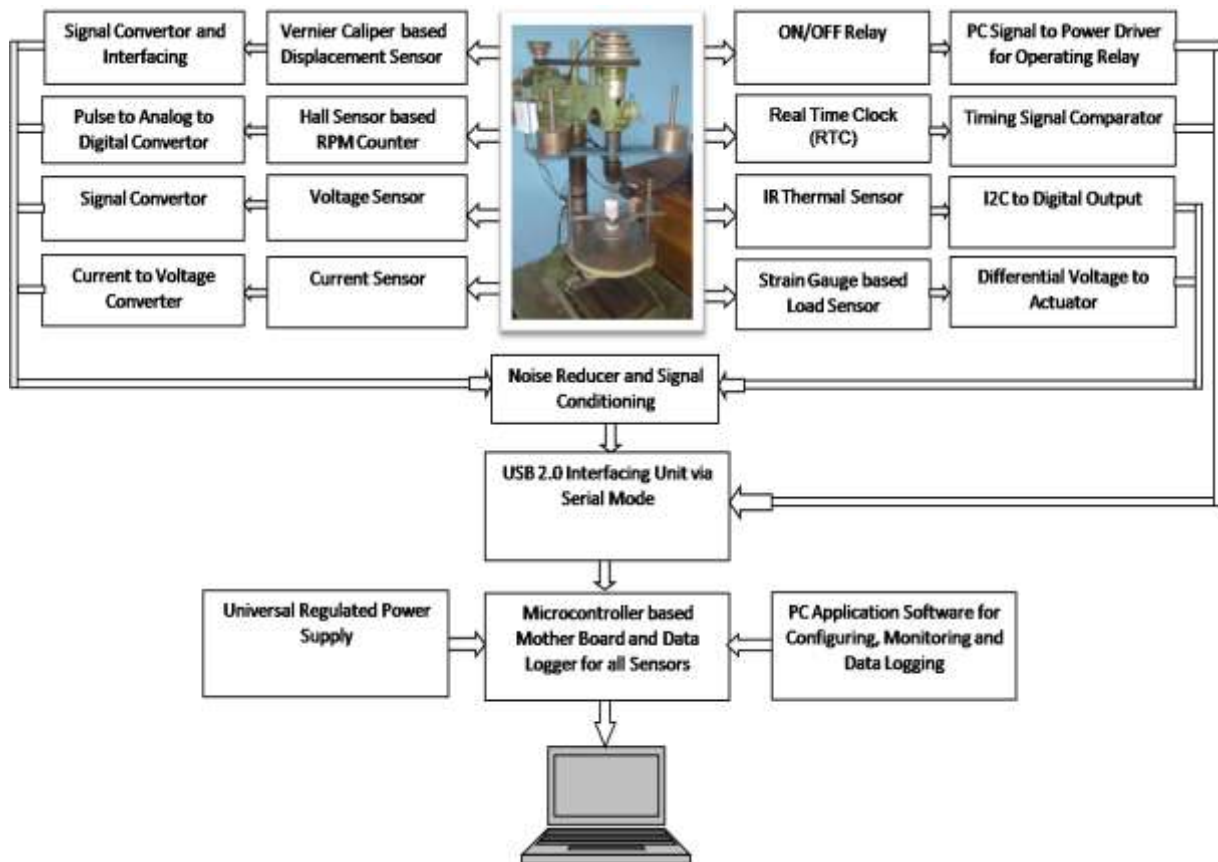 Signal Convertor and
Interfacing
Vernier Caliper based
Displacement Sensor
ON/OFF Relay
PC Signal to Power Driver
for Operating Relay
Pulse to Analog to
Digital Convertor
Hall Sensor based
RPM Counter
Real Time Clock
(RTC)
Timing Signal Comparator
Signal Convertor
Voltage Sensor
IR Thermal Sensor
I2C to Digital Output
Current to Voltage
Converter
Current Sensor
Strain Gauge based
Load Sensor
Differential Voltage to
Actuator
Noise Reducer and Signal
Conditioning
USB 2.0 Interfacing Unit via
Serial Mode
Universal Regulated Power
Supply
Microcontroller based
Mother Board and Data
Logger for all Sensors
PC Application Software for
Configuring, Monitoring and
Data Logging